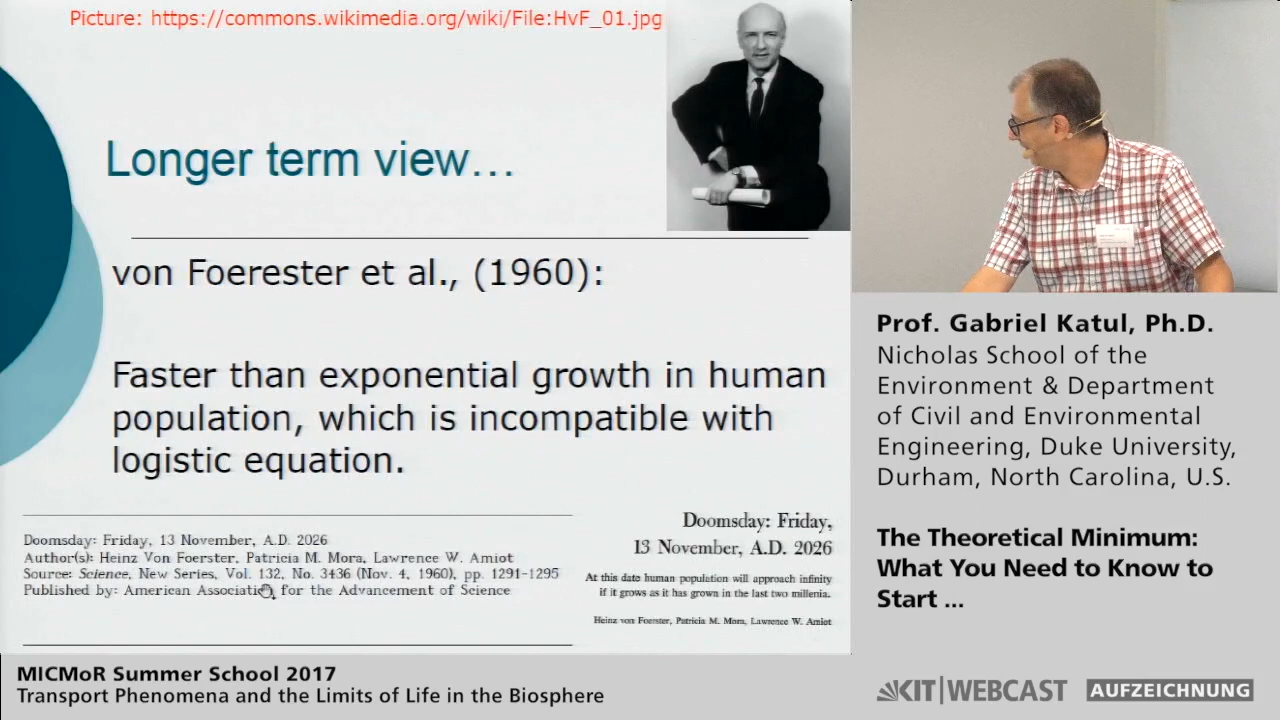 Picture: https://commons.wikimedia.org/wiki/File:HvF_01.jpg
Longer term view...
von Foerester et al., (1960):
Faster than exponential growth in human
population, which is incompatible with
logistic equation.
Doomsday: Friday, 13 November, A.D. 2026
Author(s): Heinz Von Foerster, Patricia M. Mora, Lawrence W. Amiot
Source: Science, New Series, Vol. 132, No. 3436 (Nov. 4, 1960), pp. 1291-1295
Published by: American Association for the Advancement of Science
Doomsday: Friday,
13 November, A.D. 2026
At this date human population will approach infinity
if it grows as it has grown in the last two millenia.
Heinz von Foerster, Patricia M. Mora, Lawrence W. Amiot
Prof. Gabriel Katul, Ph.D.
Nicholas School of the
Environment & Department
of Civil and Environmental
Engineering, Duke University,
Durham, North Carolina, U.S.
The Theoretical Minimum:
What You Need to Know to
Start ...
MICMoR Summer School 2017
Transport Phenomena and the Limits of Life in the Biosphere
KIT|WEBCAST
AUFZEICHNUNG